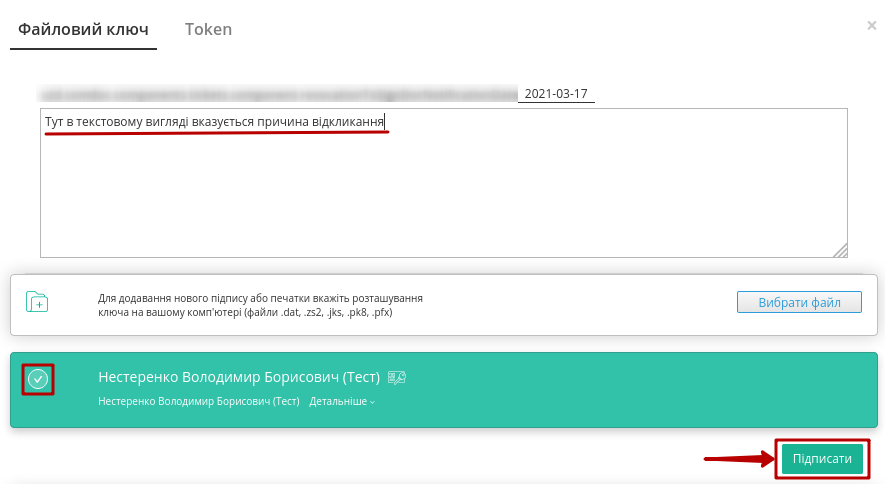 Файловий ключ Token ×
2021-03-17
Тут в текстовому вигляді вказується причина відкликання
Для додавання нового підпису або печатки вкажіть розташування
ключа на вашому комп'ютері (файли .dat, .zs2, .jks, .pk8, .pfx)
Вибрати файл
Нестеренко Володимир Борисович (Тест)
Нестеренко Володимир Борисович (Тест) Детальніше
Підписати